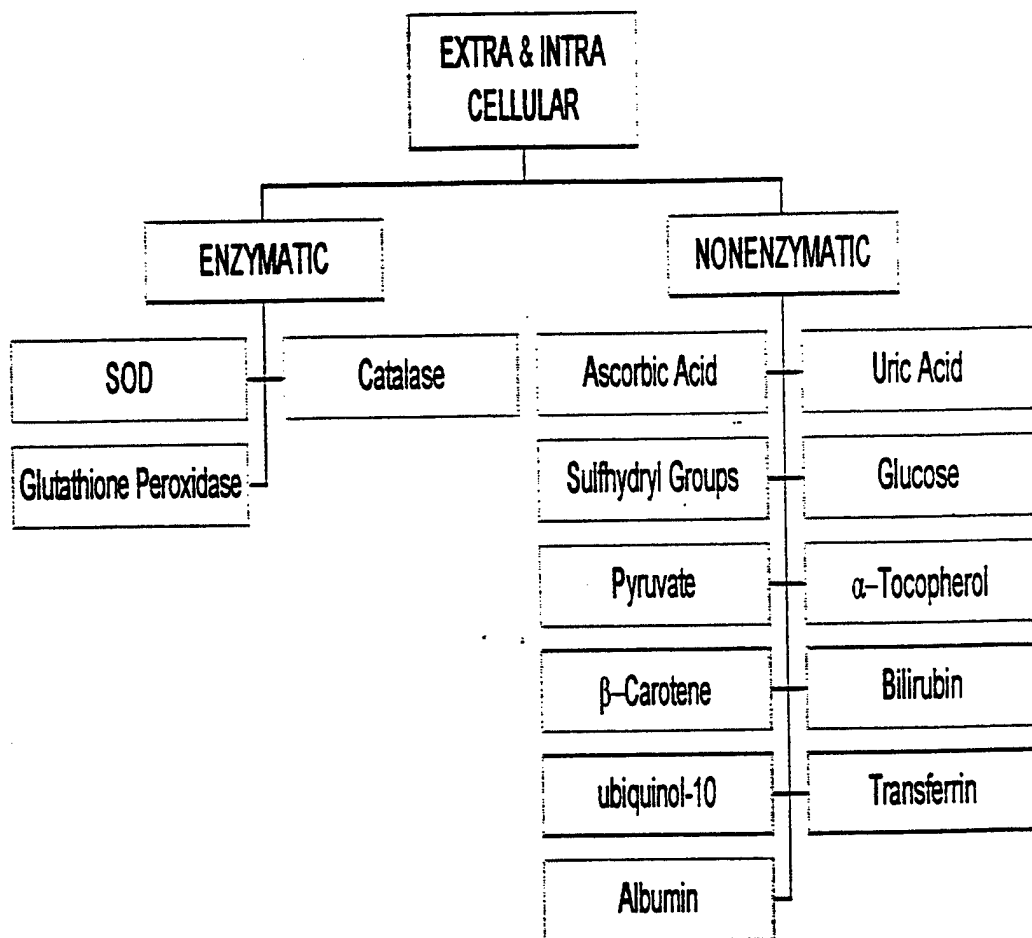 EXTRA & INTRA
CELLULAR
ENZYMATIC
NONENZYMATIC
SOD
Catalase
Glutathione Peroxidase
Ascorbic Acid
Uric Acid
Sulfhydryl Groups
Glucose
Pyruvate
α–Tocopherol
β–Carotene
Bilirubin
ubiquinol-10
Transferrin
Albumin